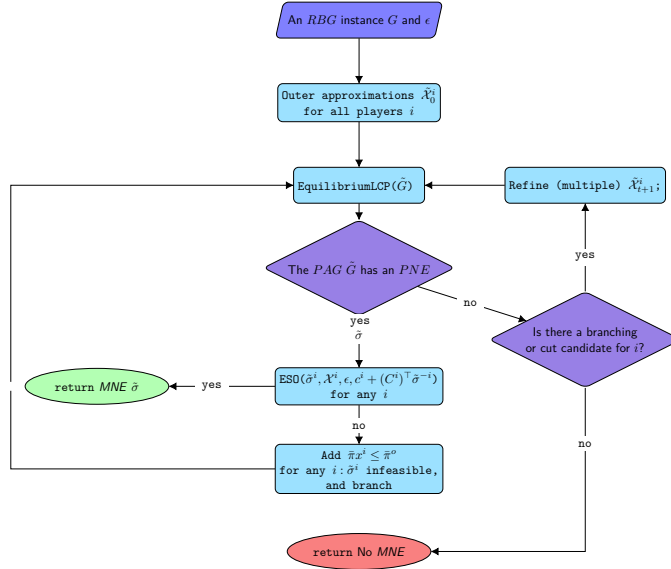 An RBG instance G and ϵ
Outer approximations 𝒳̃₀ⁱ
for all players i
EquilibriumLCP(G̃)
Refine (multiple) 𝒳̃ⁱₜ₊₁;
The PAG G̃ has an PNE
no
yes
Is there a branching
or cut candidate for i?
yes
σ̃
return MNE σ̃
yes
ESO(σ̃ⁱ, 𝒳ⁱ, ϵ, cⁱ + (Cⁱ)^⊤ σ̃⁻ⁱ)
for any i
no
no
Add π̄xⁱ ≤ π̄ᵒ
for any i : σ̃ⁱ infeasible,
and branch
return No MNE